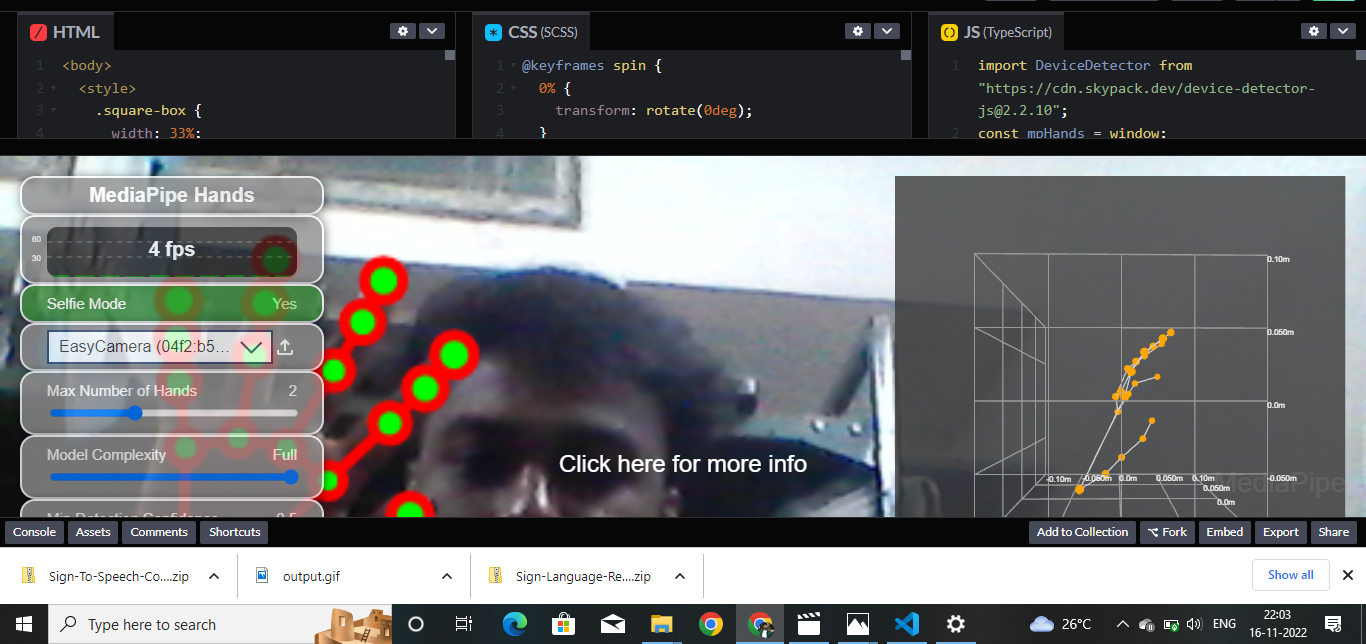 HTML
CSS (SCSS)
JS (TypeScript)
1 <body>
2 <style>
3 .square-box {
4 width: 33%;
1 @keyframes spin {
2 0% {
3 transform: rotate(0deg);
4 }
1 import DeviceDetector from
"https://cdn.skypack.dev/device-detector-
js@2.2.10";
2 const mpHands = window;
MediaPipe Hands
60
30
4 fps
Selfie Mode Yes
EasyCamera (04f2:b5...
Max Number of Hands 2
Model Complexity Full
Min Detection Confidence 0.5
Click here for more info
0.10m
0.050m
0.0m
-0.050m
-0.10m -0.050m 0.0m 0.050m 0.10m
0.050m
0.0m
MediaPipe
Console Assets Comments Shortcuts
Add to Collection Fork Embed Export Share
Sign-To-Speech-Co....zip
output.gif
Sign-Language-Re....zip
Show all
Type here to search
26°C
ENG
22:03
16-11-2022